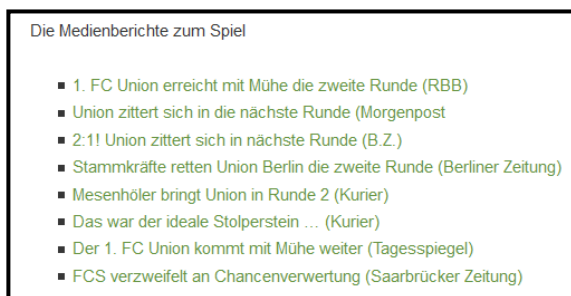 Die Medienberichte zum Spiel
1. FC Union erreicht mit Mühe die zweite Runde (RBB)
Union zittert sich in die nächste Runde (Morgenpost
2:1! Union zittert sich in nächste Runde (B.Z.)
Stammkräfte retten Union Berlin die zweite Runde (Berliner Zeitung)
Mesenhöler bringt Union in Runde 2 (Kurier)
Das war der ideale Stolperstein … (Kurier)
Der 1. FC Union kommt mit Mühe weiter (Tagesspiegel)
FCS verzweifelt an Chancenverwertung (Saarbrücker Zeitung)